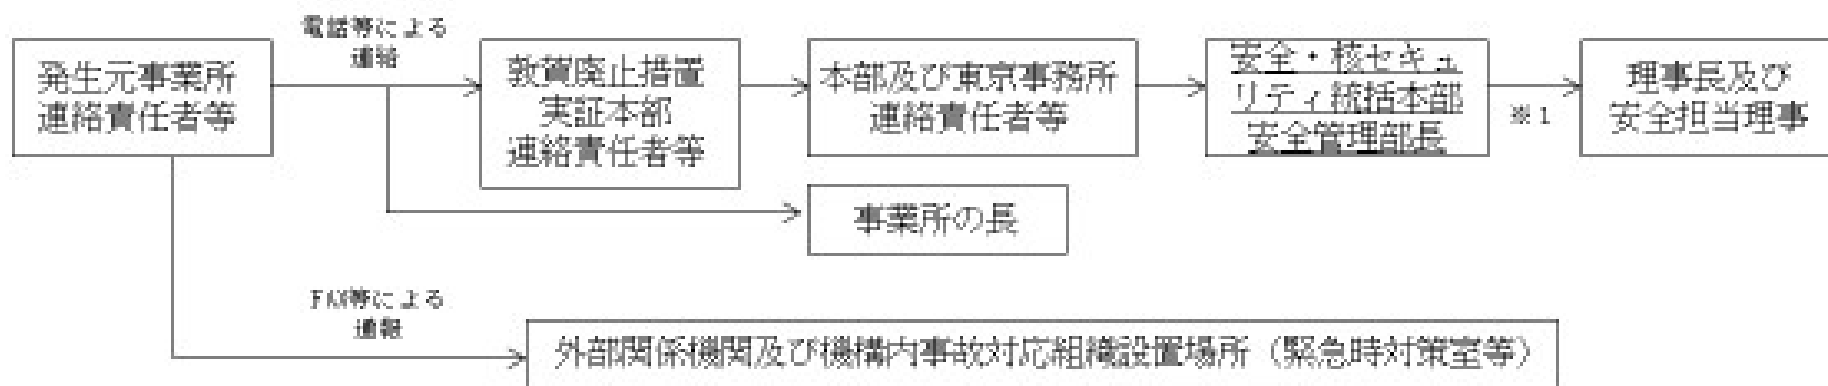 電話等による
連絡
発生元事業所
連絡責任者等
敦賀廃止措置
実証本部
連絡責任者等
本部及び東京事務所
連絡責任者等
安全・核セキュ
リティ統括本部
安全管理部長
※1
理事長及び
安全担当理事
事業所の長
FAX等による
通報
外部関係機関及び機構内事故対応組織設置場所（緊急時対策室等）